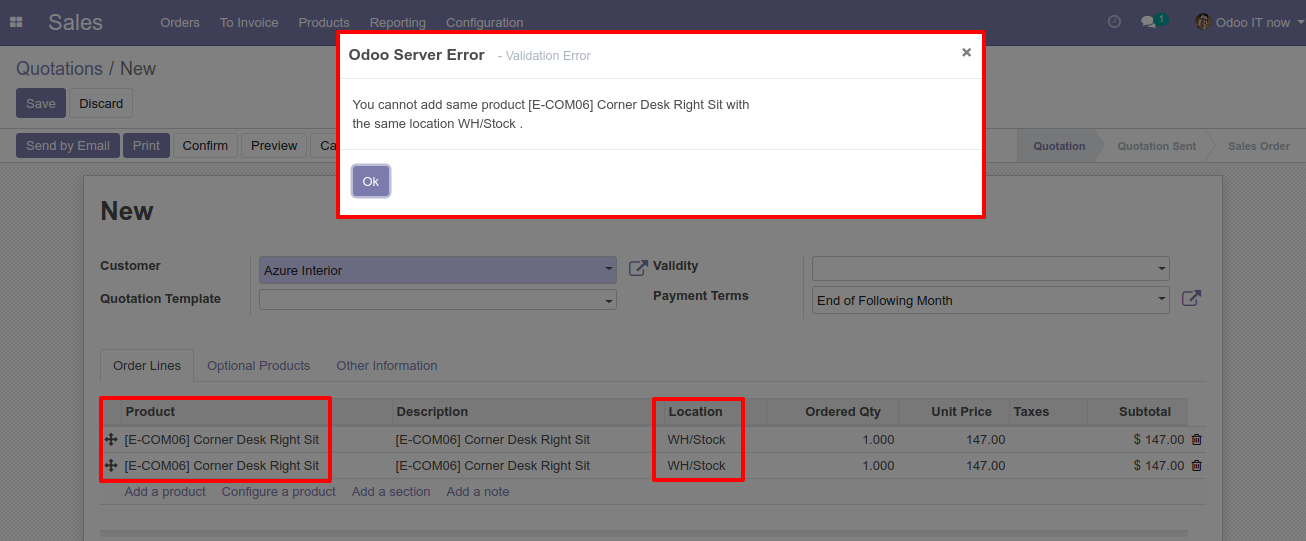 Sales Orders To Invoice Products Reporting Configuration 1 Odoo IT now
Odoo Server Error - Validation Error ×
Quotations / New
Save Discard
You cannot add same product [E-COM06] Corner Desk Right Sit with
the same location WH/Stock .
Send by Email Print Confirm Preview Ca Quotation Quotation Sent Sales Order
Ok
New
Customer Azure Interior Validity
Quotation Template Payment Terms End of Following Month
Order Lines Optional Products Other Information
Product Description Location Ordered Qty Unit Price Taxes Subtotal
[E-COM06] Corner Desk Right Sit [E-COM06] Corner Desk Right Sit WH/Stock 1.000 147.00 $ 147.00
[E-COM06] Corner Desk Right Sit [E-COM06] Corner Desk Right Sit WH/Stock 1.000 147.00 $ 147.00
Add a product Configure a product Add a section Add a note